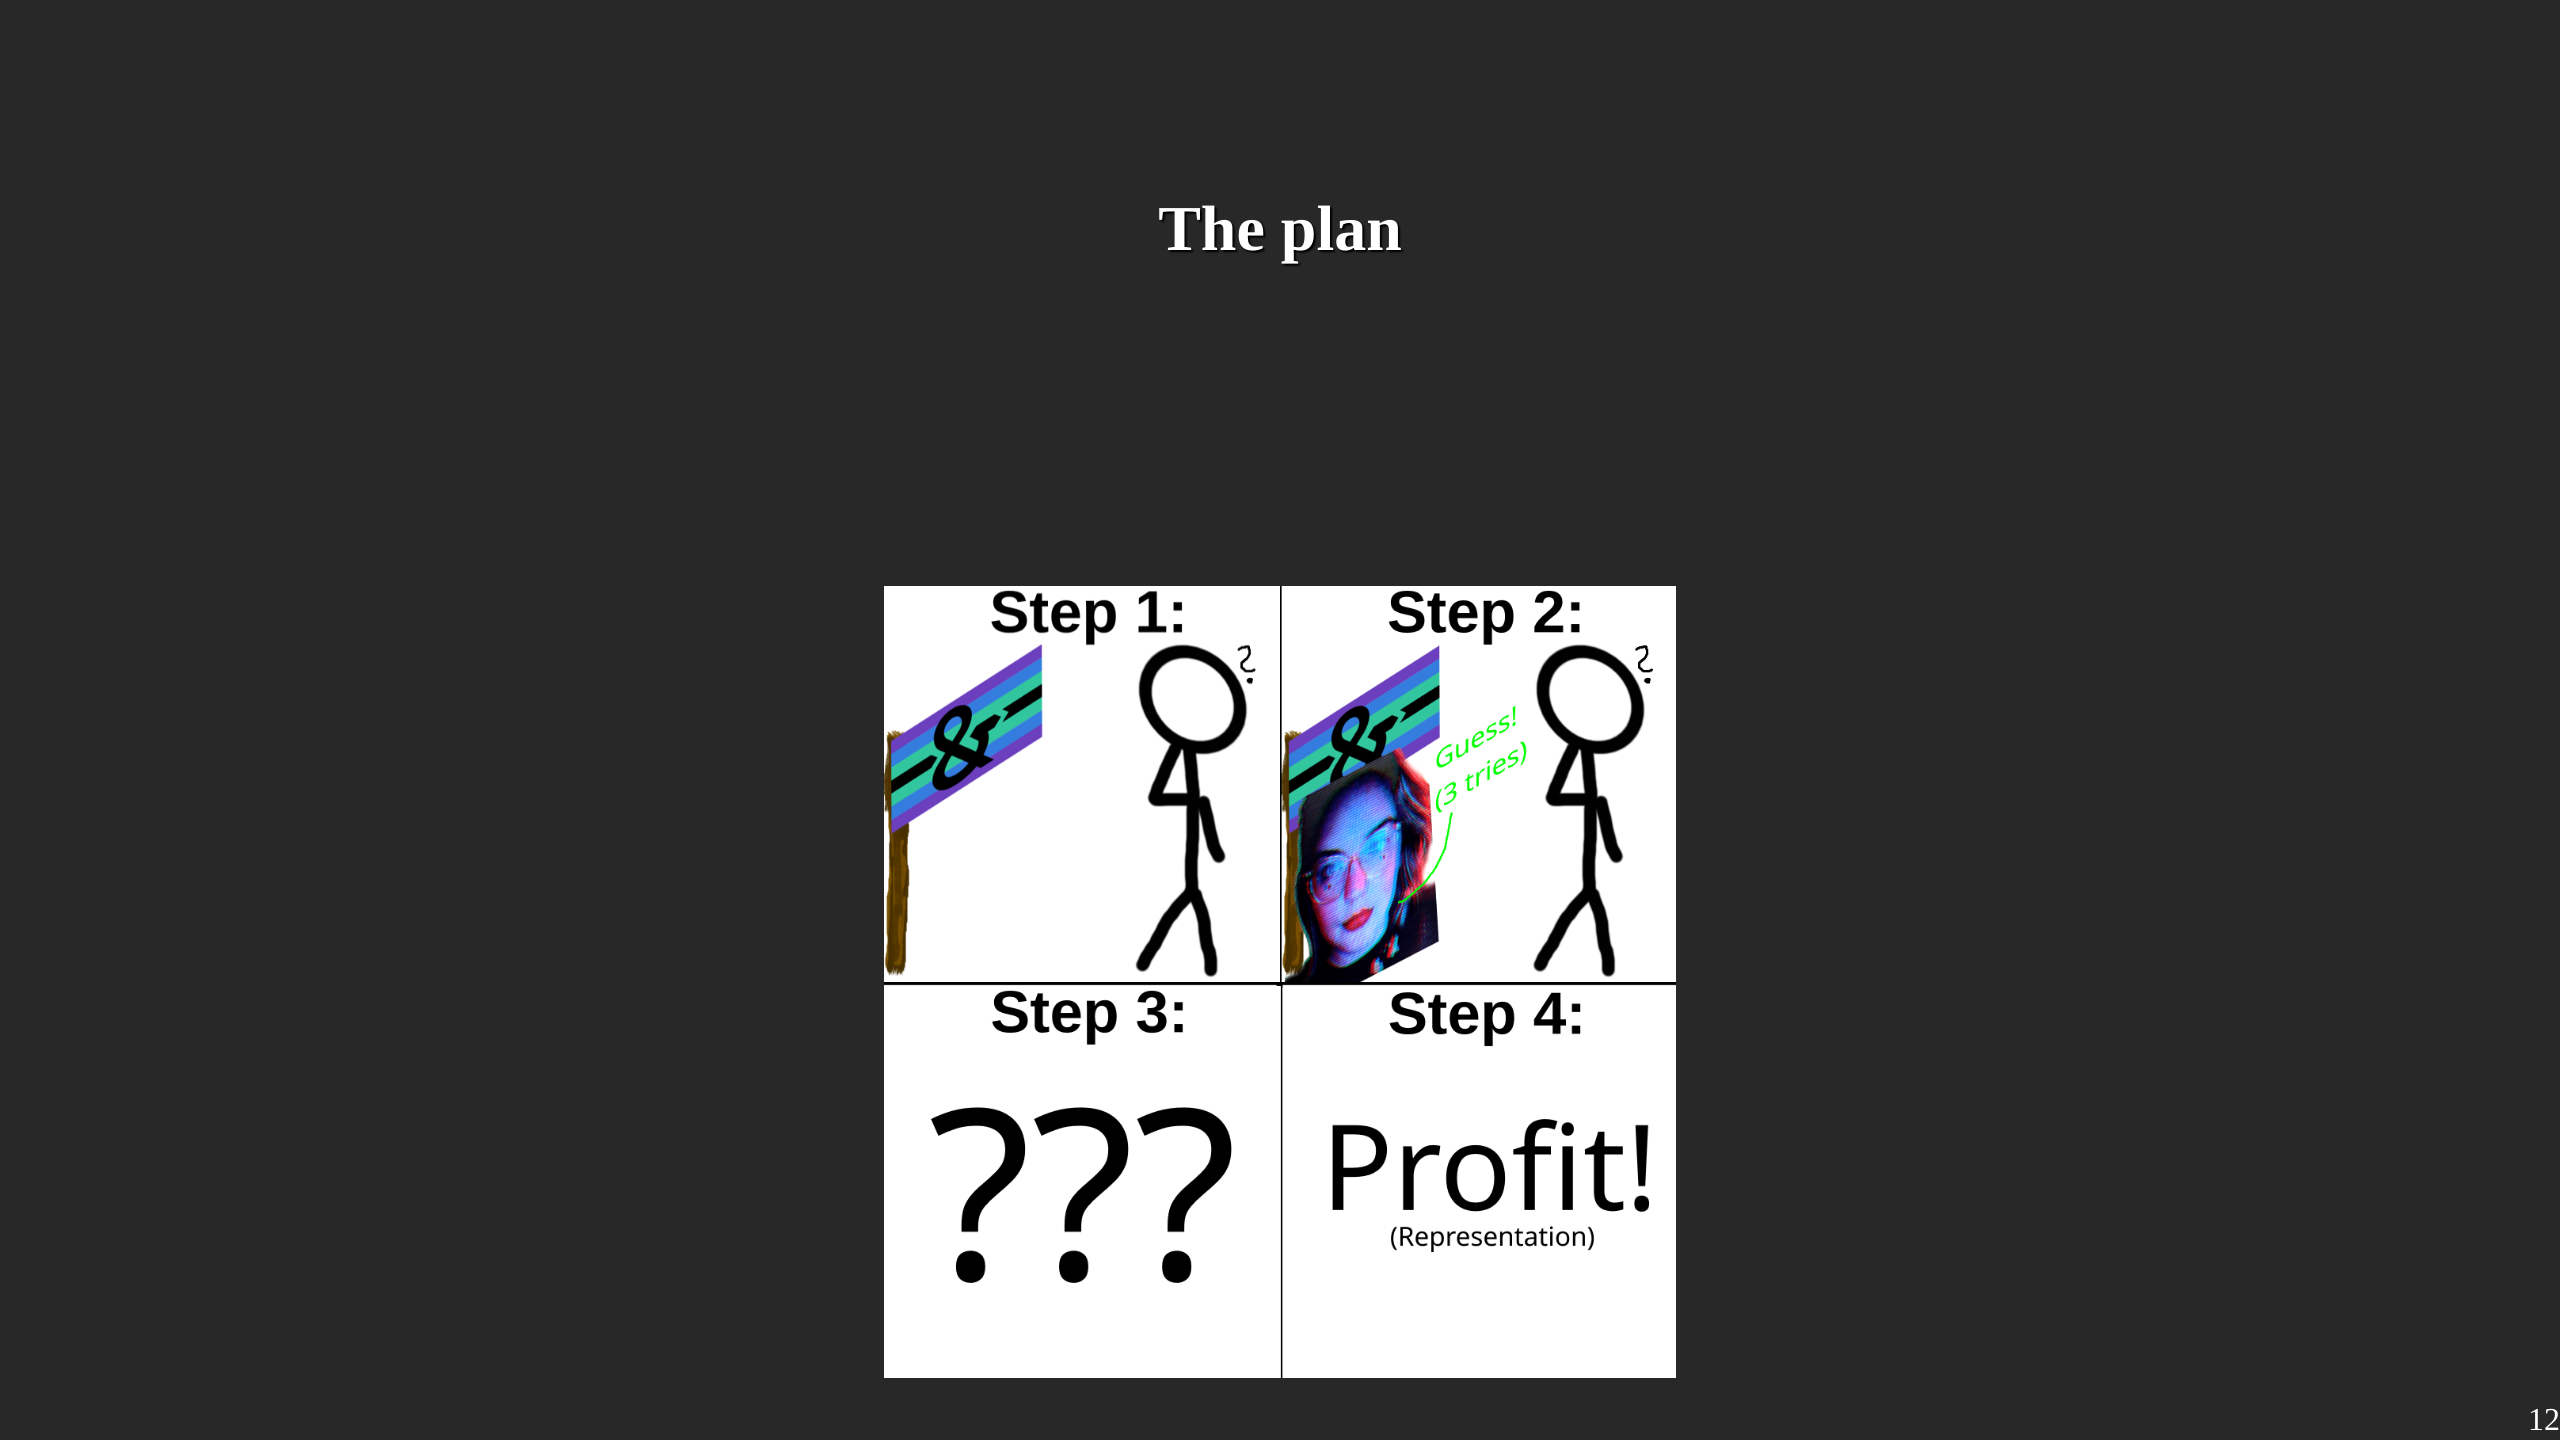 The plan
Step 1:
?
&
Step 2:
?
&
Guess!
(3 tries)
Step 3:
???
Step 4:
Profit!
(Representation)
12